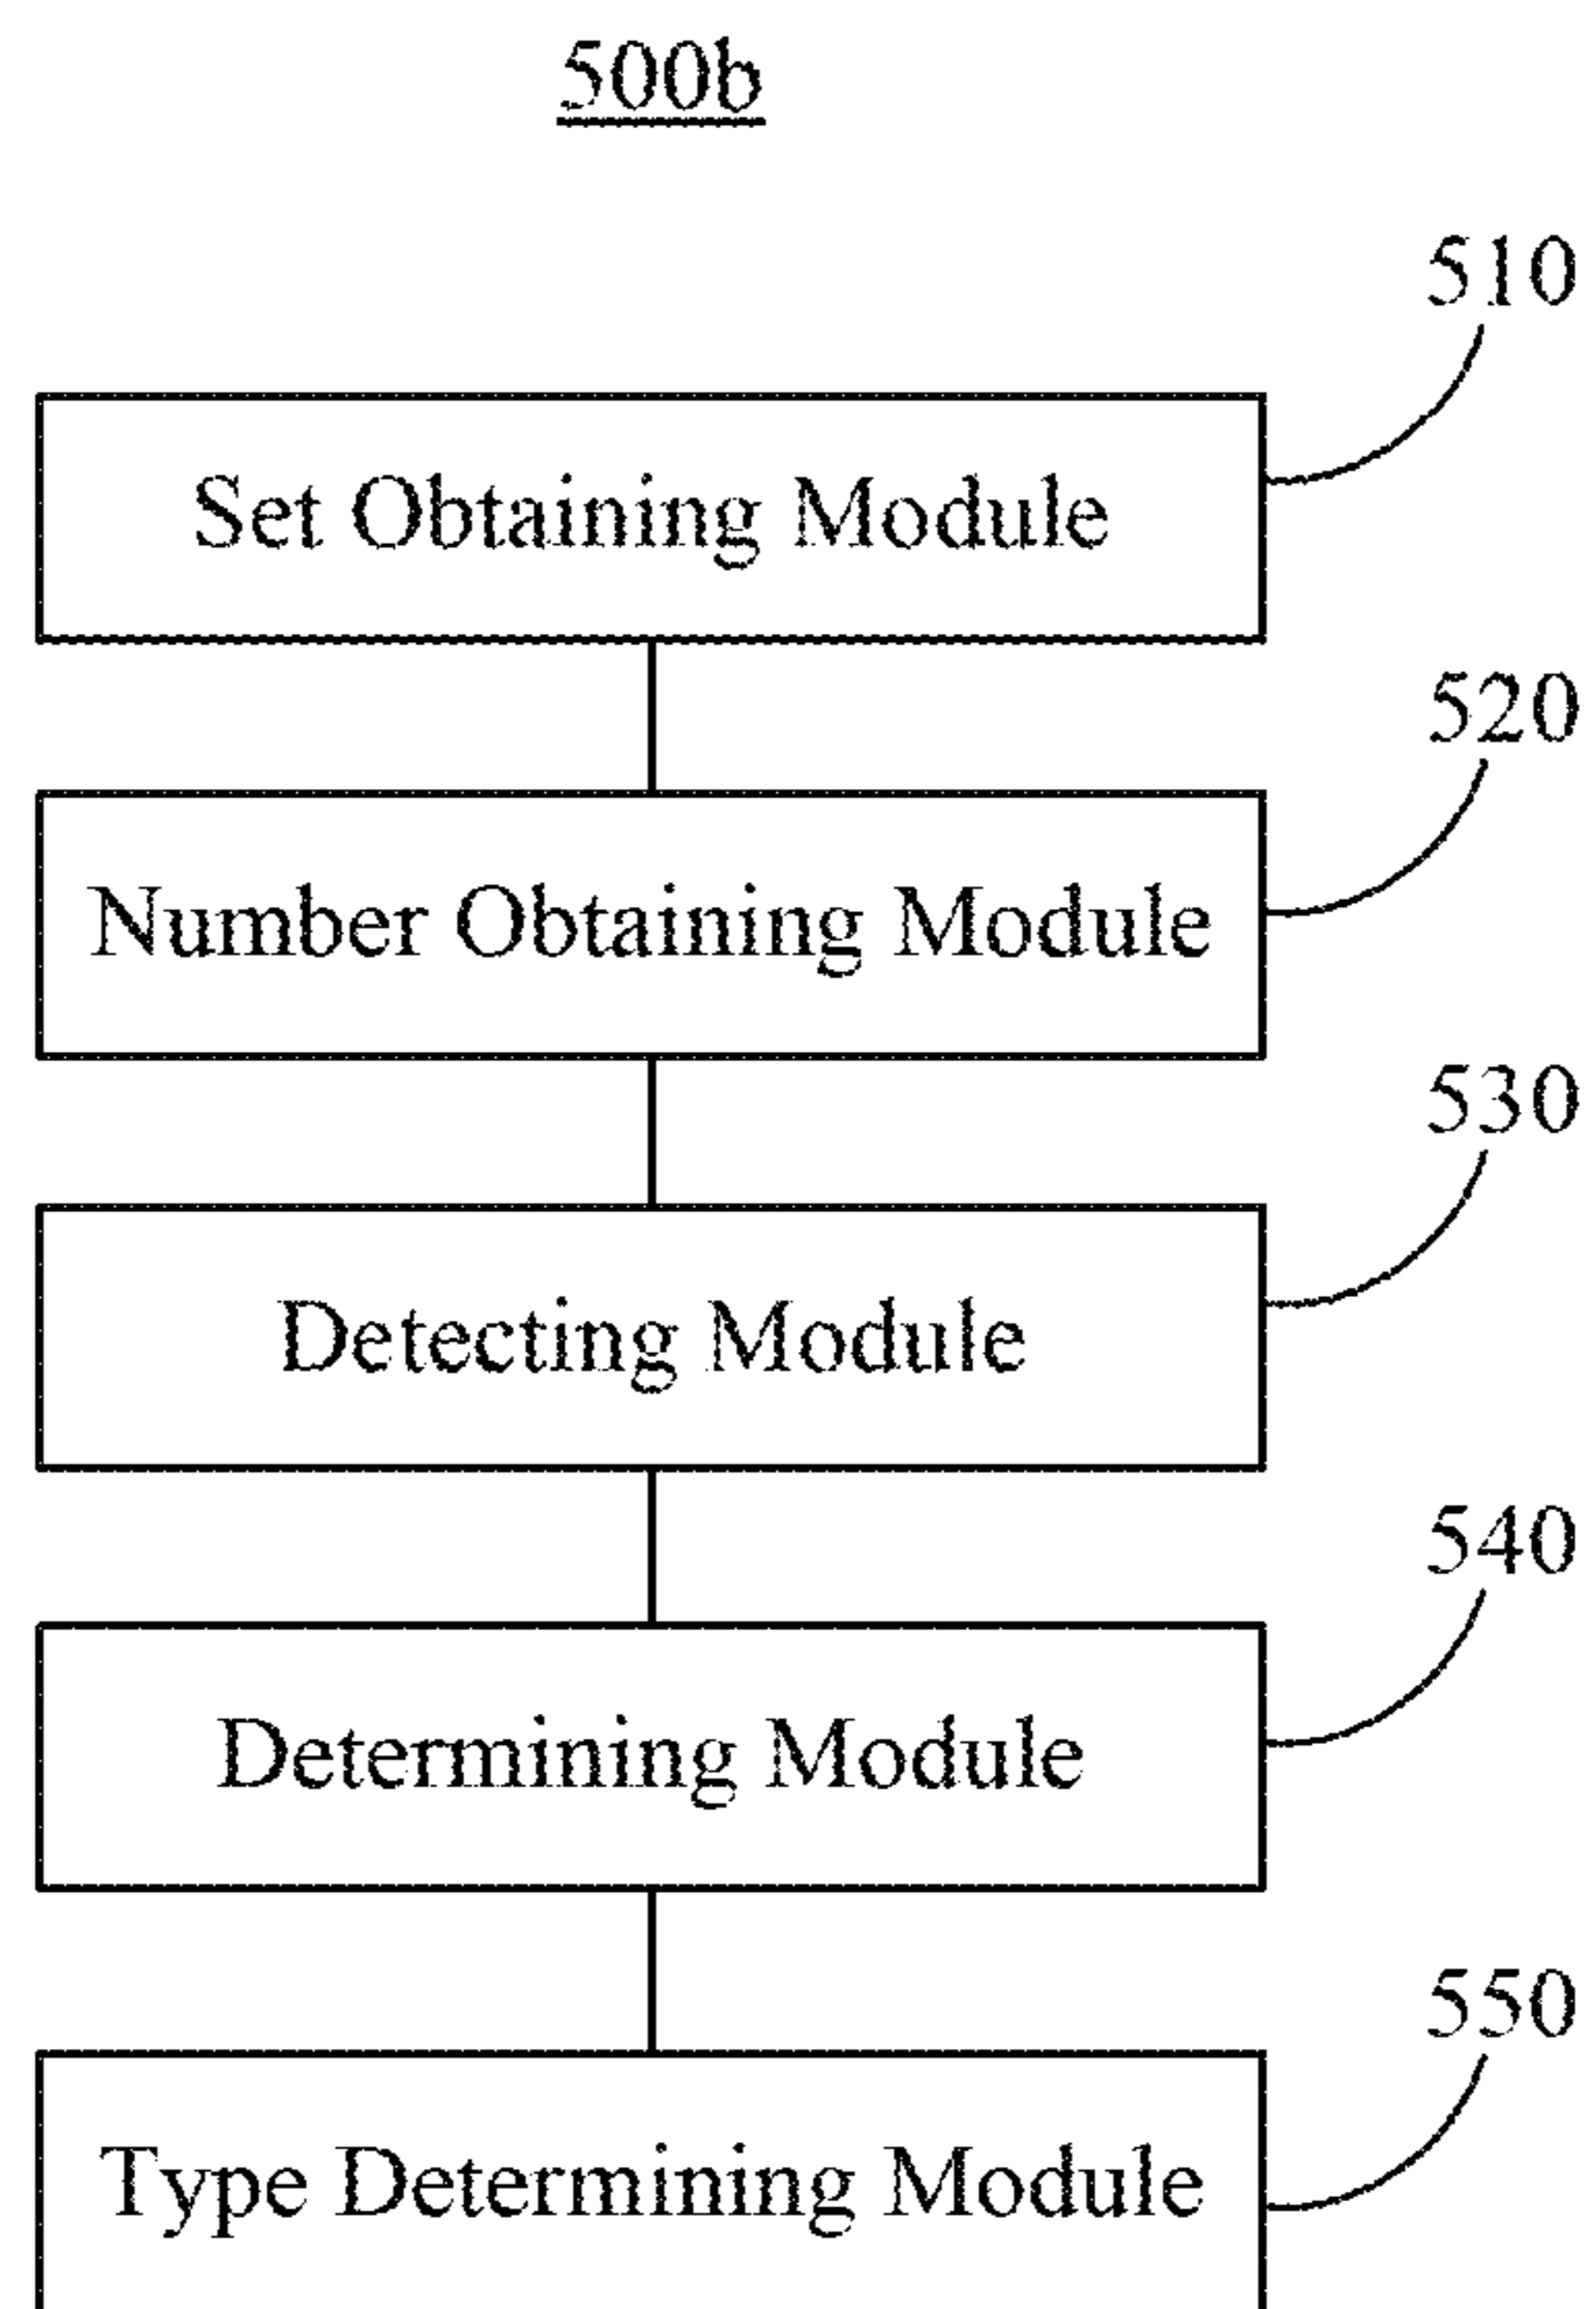 500b
510
Set Obtaining Module
520
Number Obtaining Module
530
Detecting Module
540
Determining Module
550
Type Determining Module